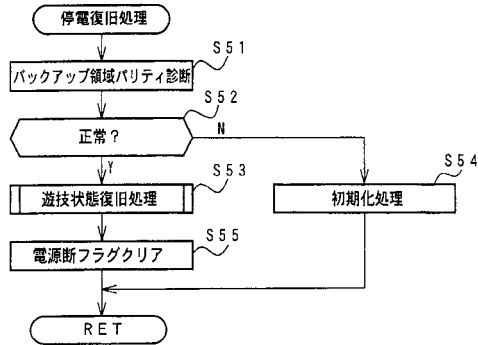 停電復旧処理
S51
バックアップ領域パリティ診断
S52
正常?
N
Y
S53
遊技状態復旧処理
S54
初期化処理
S55
電源断フラグクリア
RET